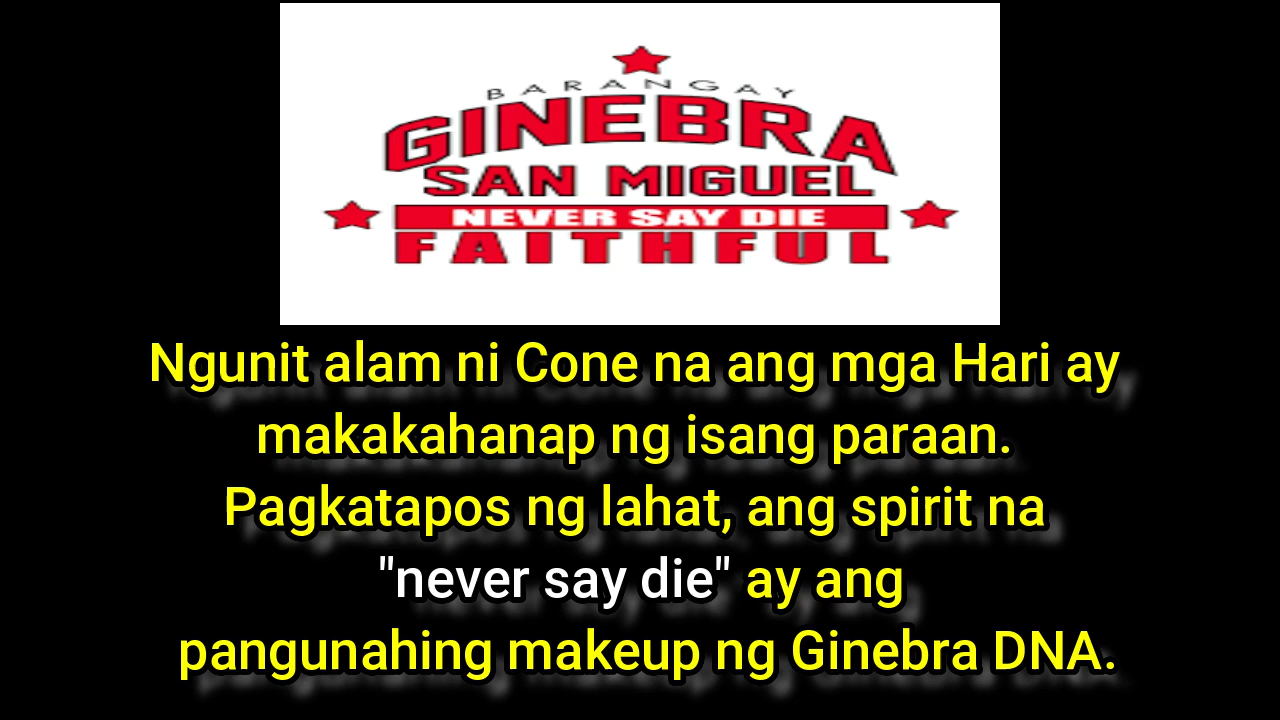 BARANGAY
GINEBRA
SAN MIGUEL
NEVER SAY DIE
FAITHFUL
Ngunit alam ni Cone na ang mga Hari ay
makakahanap ng isang paraan.
Pagkatapos ng lahat, ang spirit na
"never say die" ay ang
pangunahing makeup ng Ginebra DNA.